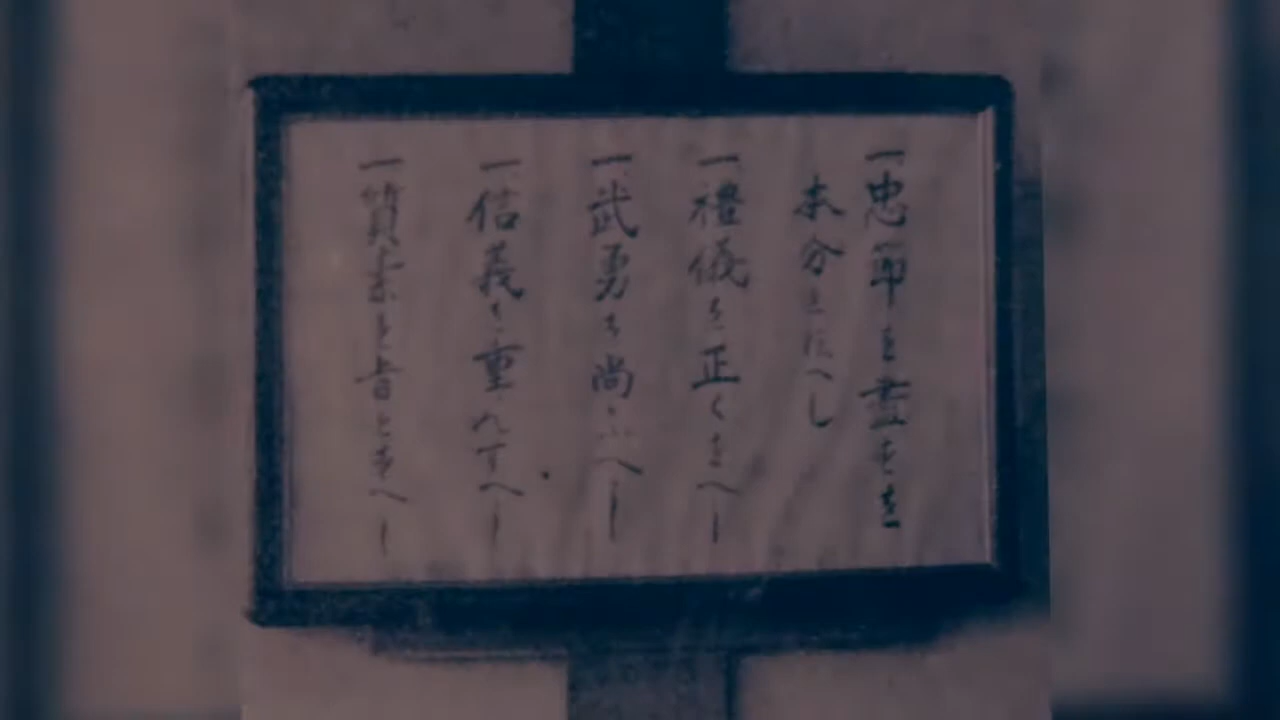 一忠節を盡すを
本分とすへし
一禮儀を正くすへし
一武勇を尚ふへし
一信義を重んすへし
一質素を旨とすへし